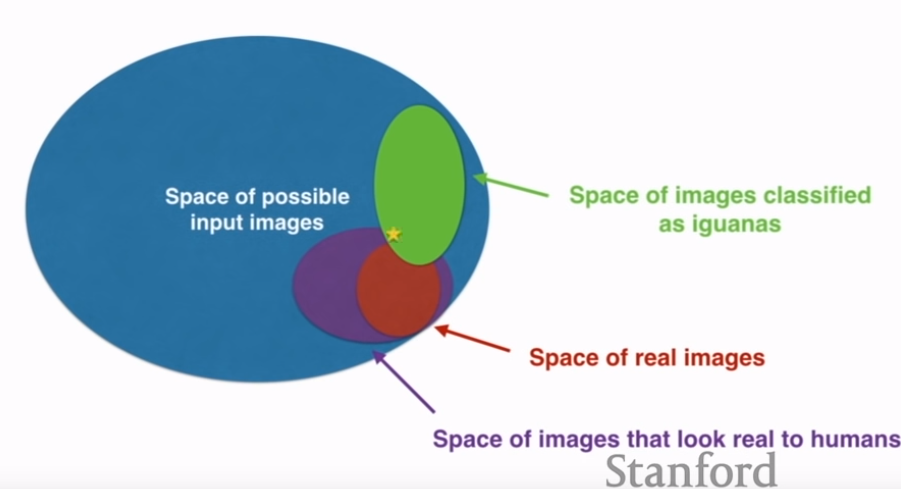 Space of possible
input images
Space of images classified
as iguanas
Space of real images
Space of images that look real to humans
Stanford